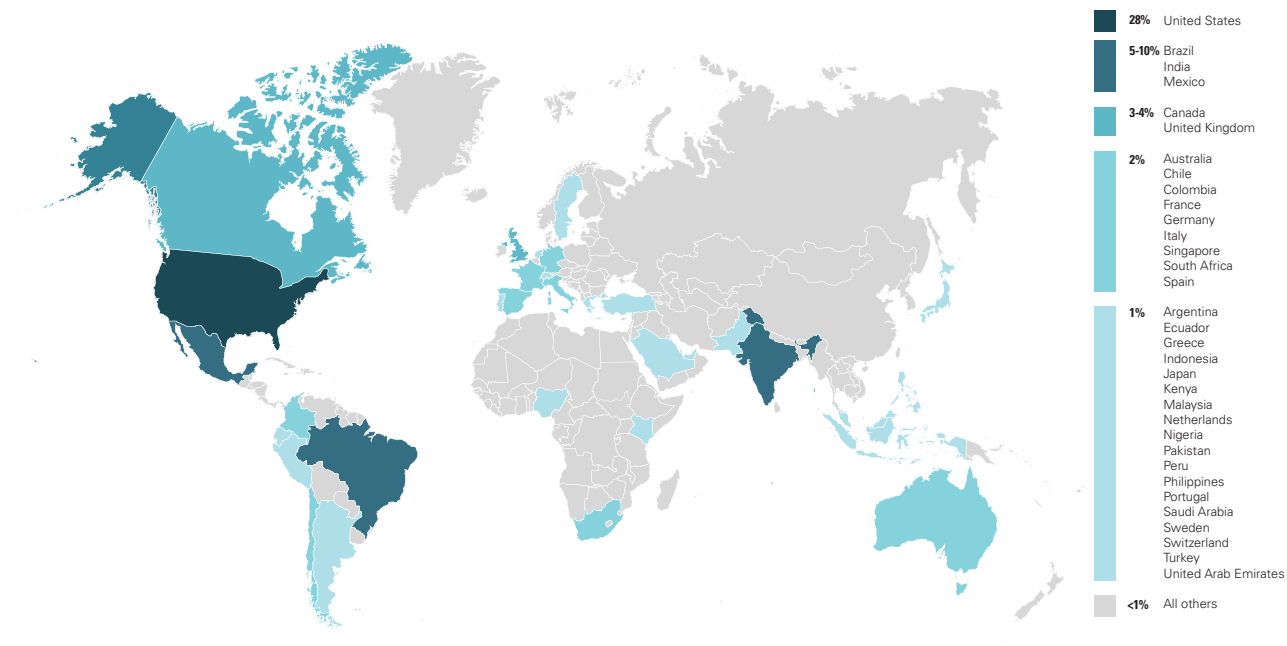 28% United States
5-10% Brazil
India
Mexico
3-4% Canada
United Kingdom
2% Australia
Chile
Colombia
France
Germany
Italy
Singapore
South Africa
Spain
1% Argentina
Ecuador
Greece
Indonesia
Japan
Kenya
Malaysia
Netherlands
Nigeria
Pakistan
Peru
Philippines
Portugal
Saudi Arabia
Sweden
Switzerland
Turkey
United Arab Emirates
<1% All others